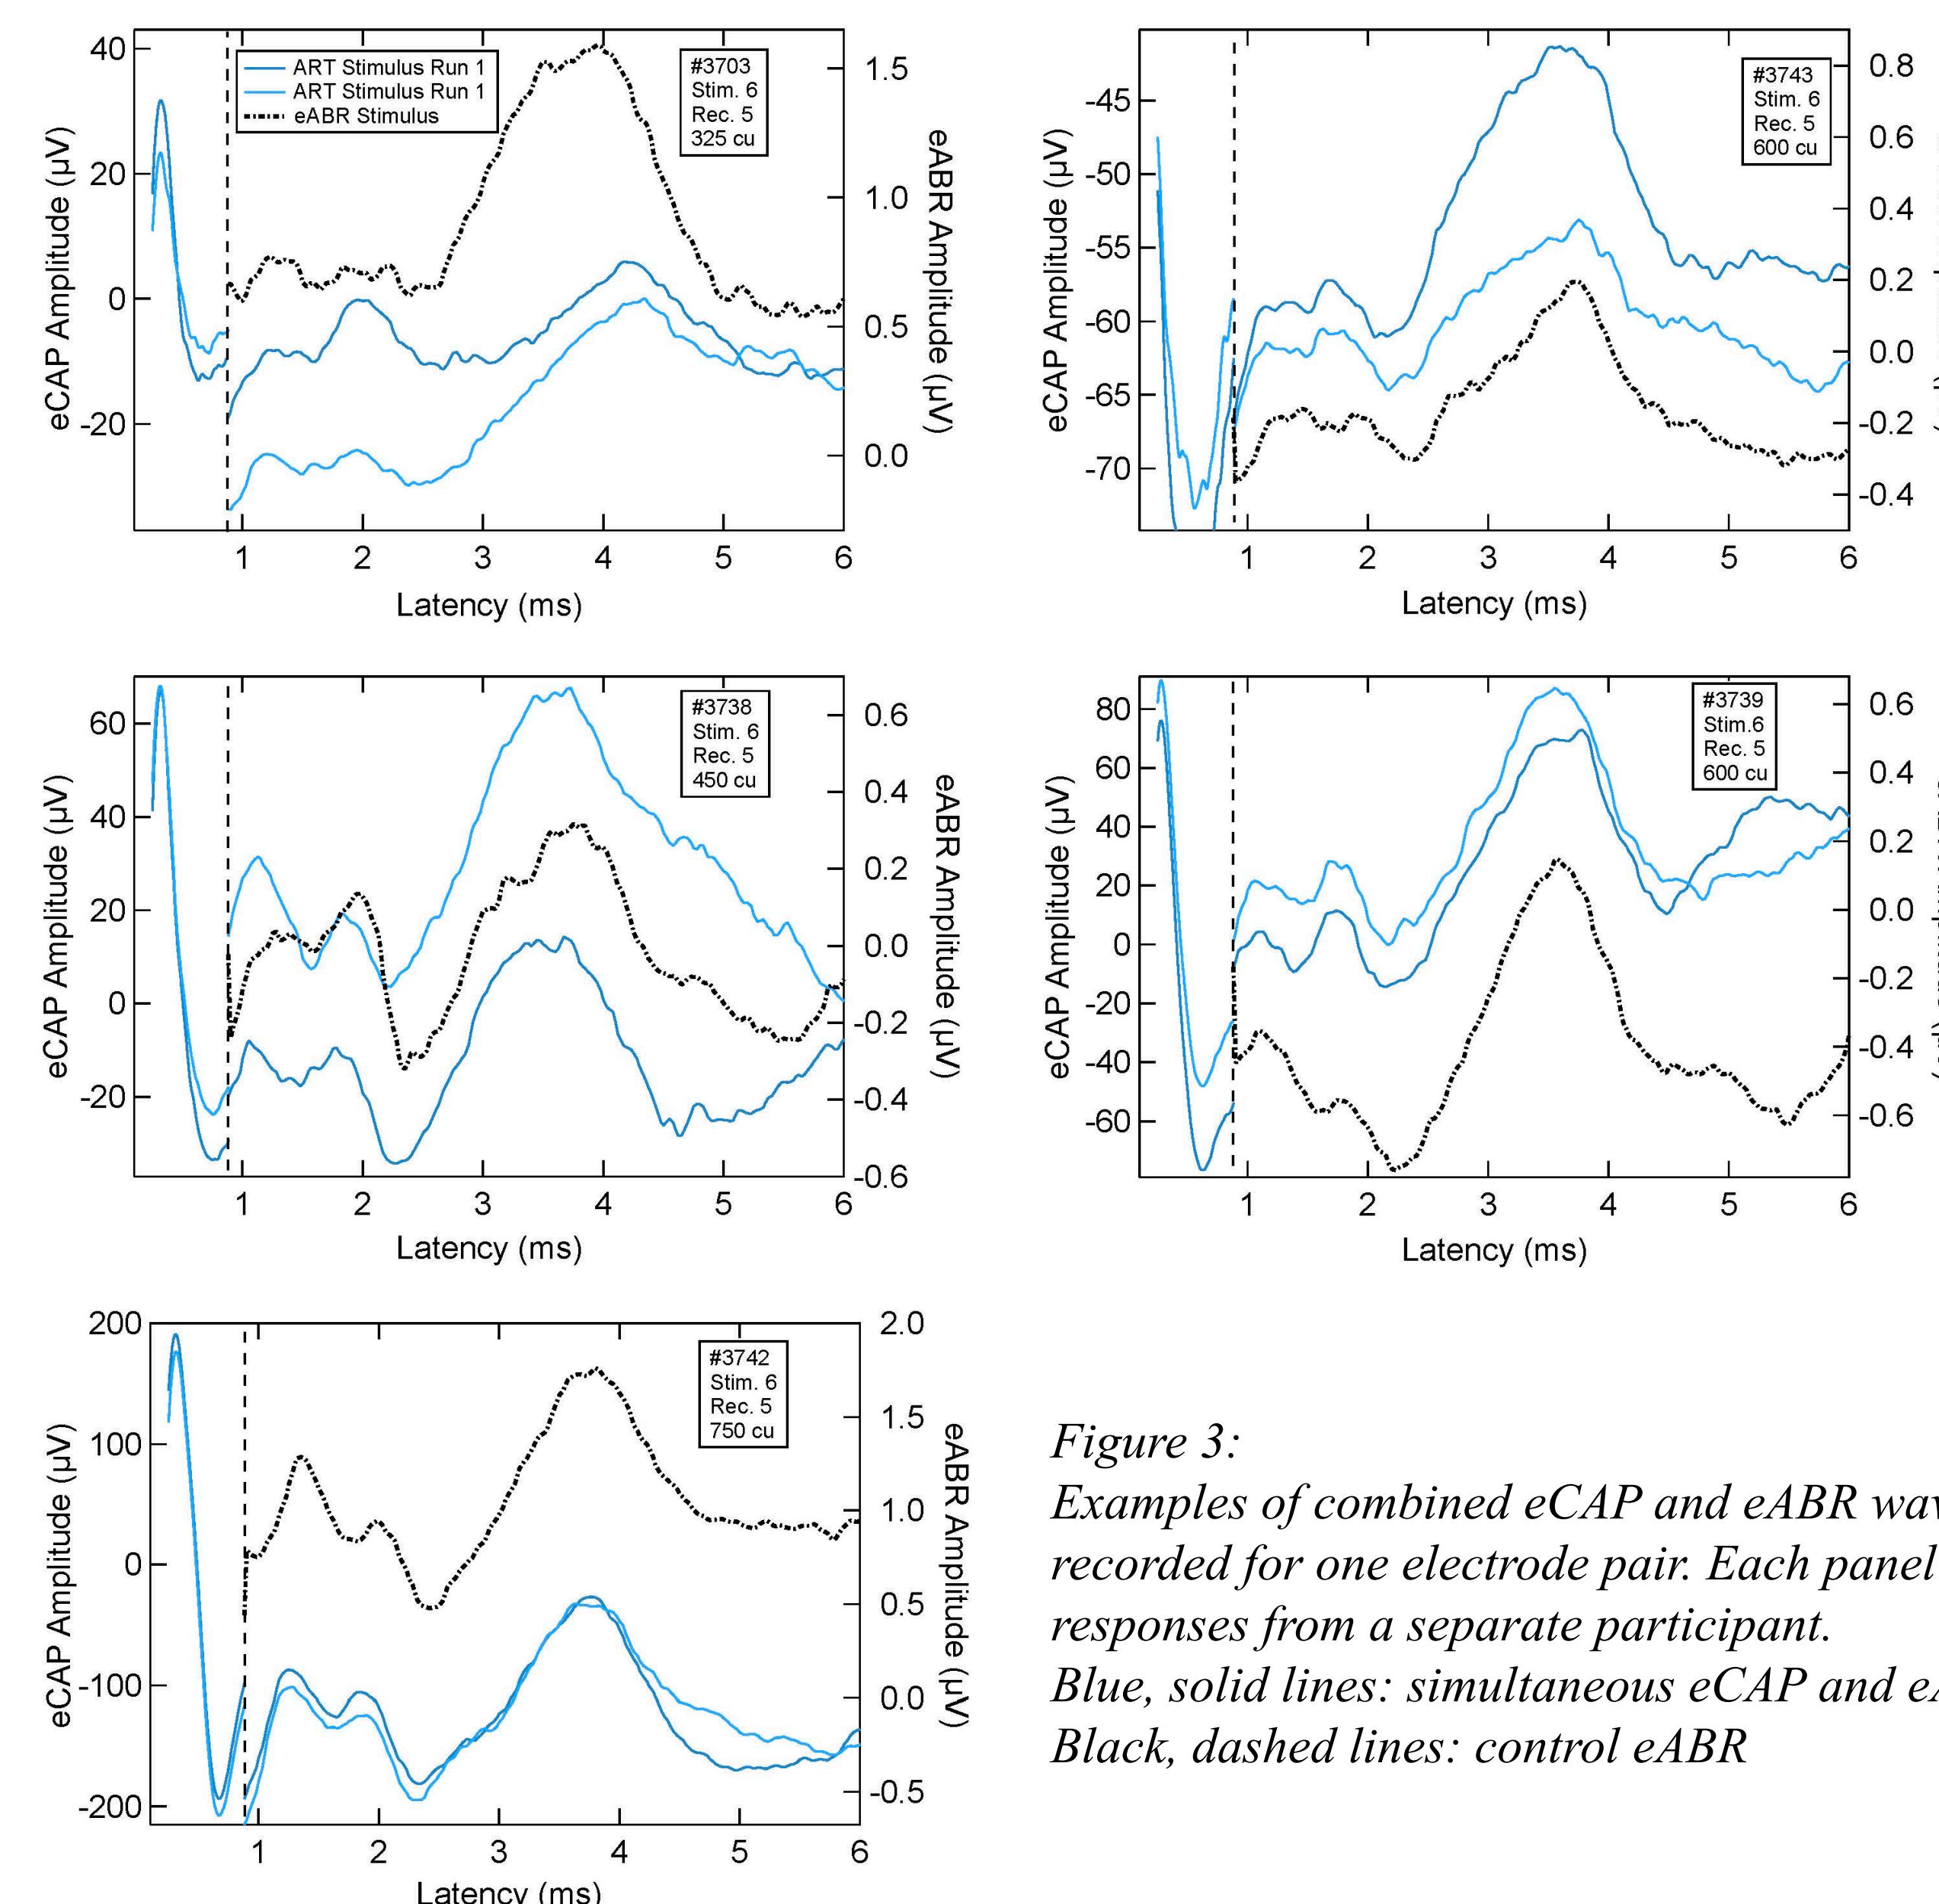 40
20
0
-20
eCAP Amplitude (µV)
ART Stimulus Run 1
ART Stimulus Run 1
eABR Stimulus
#3703
Stim. 6
Rec. 5
325 cu
1.5
1.0
0.5
0.0
eABR Amplitude (µV)
1 2 3 4 5 6
Latency (ms)
-45
-50
-55
-60
-65
-70
eCAP Amplitude (µV)
#3743
Stim. 6
Rec. 5
600 cu
0.8
0.6
0.4
0.2
0.0
-0.2
-0.4
1 2 3 4 5 6
Latency (ms)
60
40
20
0
-20
eCAP Amplitude (µV)
#3738
Stim. 6
Rec. 5
450 cu
0.6
0.4
0.2
0.0
-0.2
-0.4
-0.6
eABR Amplitude (µV)
1 2 3 4 5 6
Latency (ms)
80
60
40
20
0
-20
-40
-60
eCAP Amplitude (µV)
#3739
Stim.6
Rec. 5
600 cu
0.6
0.4
0.2
0.0
-0.2
-0.4
-0.6
1 2 3 4 5 6
Latency (ms)
200
100
0
-100
-200
eCAP Amplitude (µV)
#3742
Stim. 6
Rec. 5
750 cu
2.0
1.5
1.0
0.5
0.0
-0.5
eABR Amplitude (µV)
1 2 3 4 5 6
Latency (ms)
Figure 3:
Examples of combined eCAP and eABR
recorded for one electrode pair. Each panel
responses from a separate participant.
Blue, solid lines: simultaneous eCAP and
Black, dashed lines: control eABR